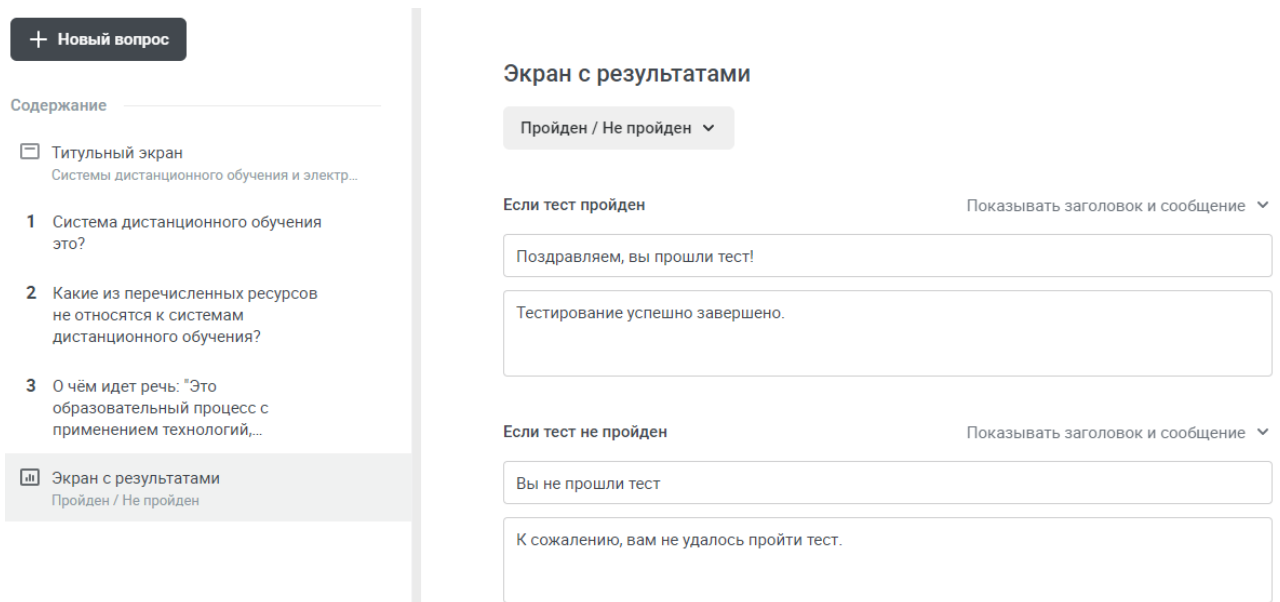 Новый вопрос
Содержание
Титульный экран
Системы дистанционного обучения и электр...
1 Система дистанционного обучения
это?
2 Какие из перечисленных ресурсов
не относятся к системам
дистанционного обучения?
3 О чём идет речь: "Это
образовательный процесс с
применением технологий,...
Экран с результатами
Пройден / Не пройден
Экран с результатами
Пройден / Не пройден
Если тест пройден
Показывать заголовок и сообщение
Поздравляем, вы прошли тест!
Тестирование успешно завершено.
Если тест не пройден
Показывать заголовок и сообщение
Вы не прошли тест
К сожалению, вам не удалось пройти тест.